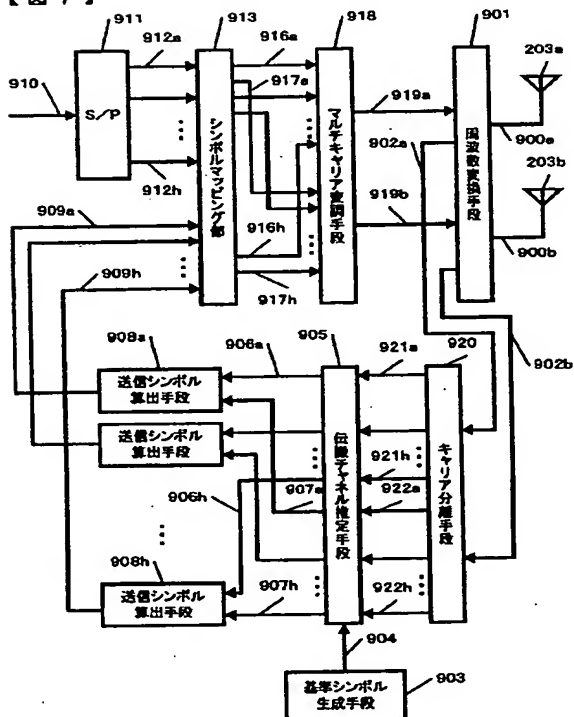 【図7】
911
913
918
901
912a
916a
203a
910
917a
919a
S/P
902a
900a
シンボルマッピング部
マルチキャリア変調手段
周波数変換手段
203b
912h
919b
909a
916h
900b
909h
917h
902b
908a
906a
905
921a
920
送信シンボル
算出手段
送信シンボル
算出手段
伝搬チャネル推定手段
キャリア分離手段
921h
907a
922a
906h
908h
送信シンボル
算出手段
907h
922h
904
基準シンボル
生成手段
903